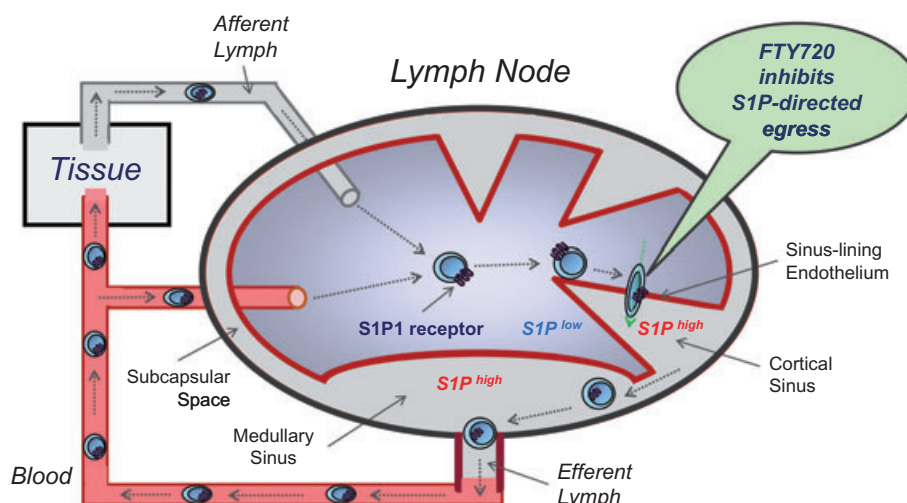 Afferent
Lymph
Lymph Node
FTY720
inhibits
S1P-directed
egress
Tissue
Sinus-lining
Endothelium
S1P1 receptor
S1P low
S1P high
Subcapsular
Space
S1P high
Cortical
Sinus
Medullary
Sinus
Blood
Efferent
Lymph